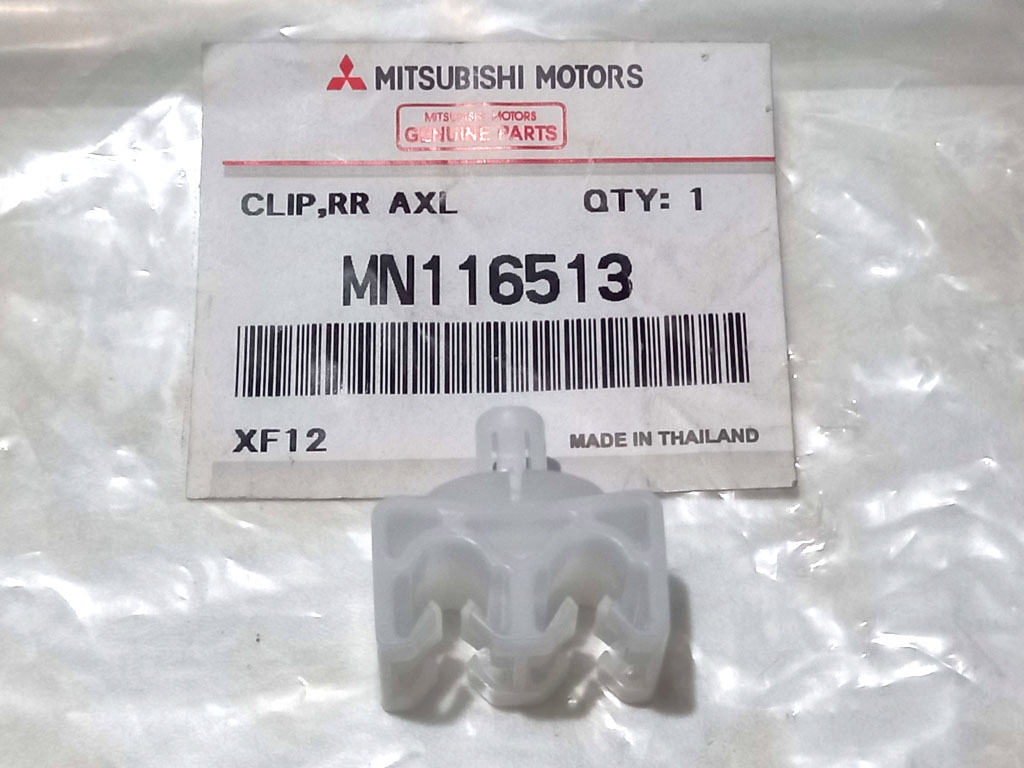 MITSUBISHI MOTORS
MITSUBISHI MOTORS
GENUINE PARTS
CLIP,RR AXL QTY: 1
MN116513
XF12 MADE IN THAILAND